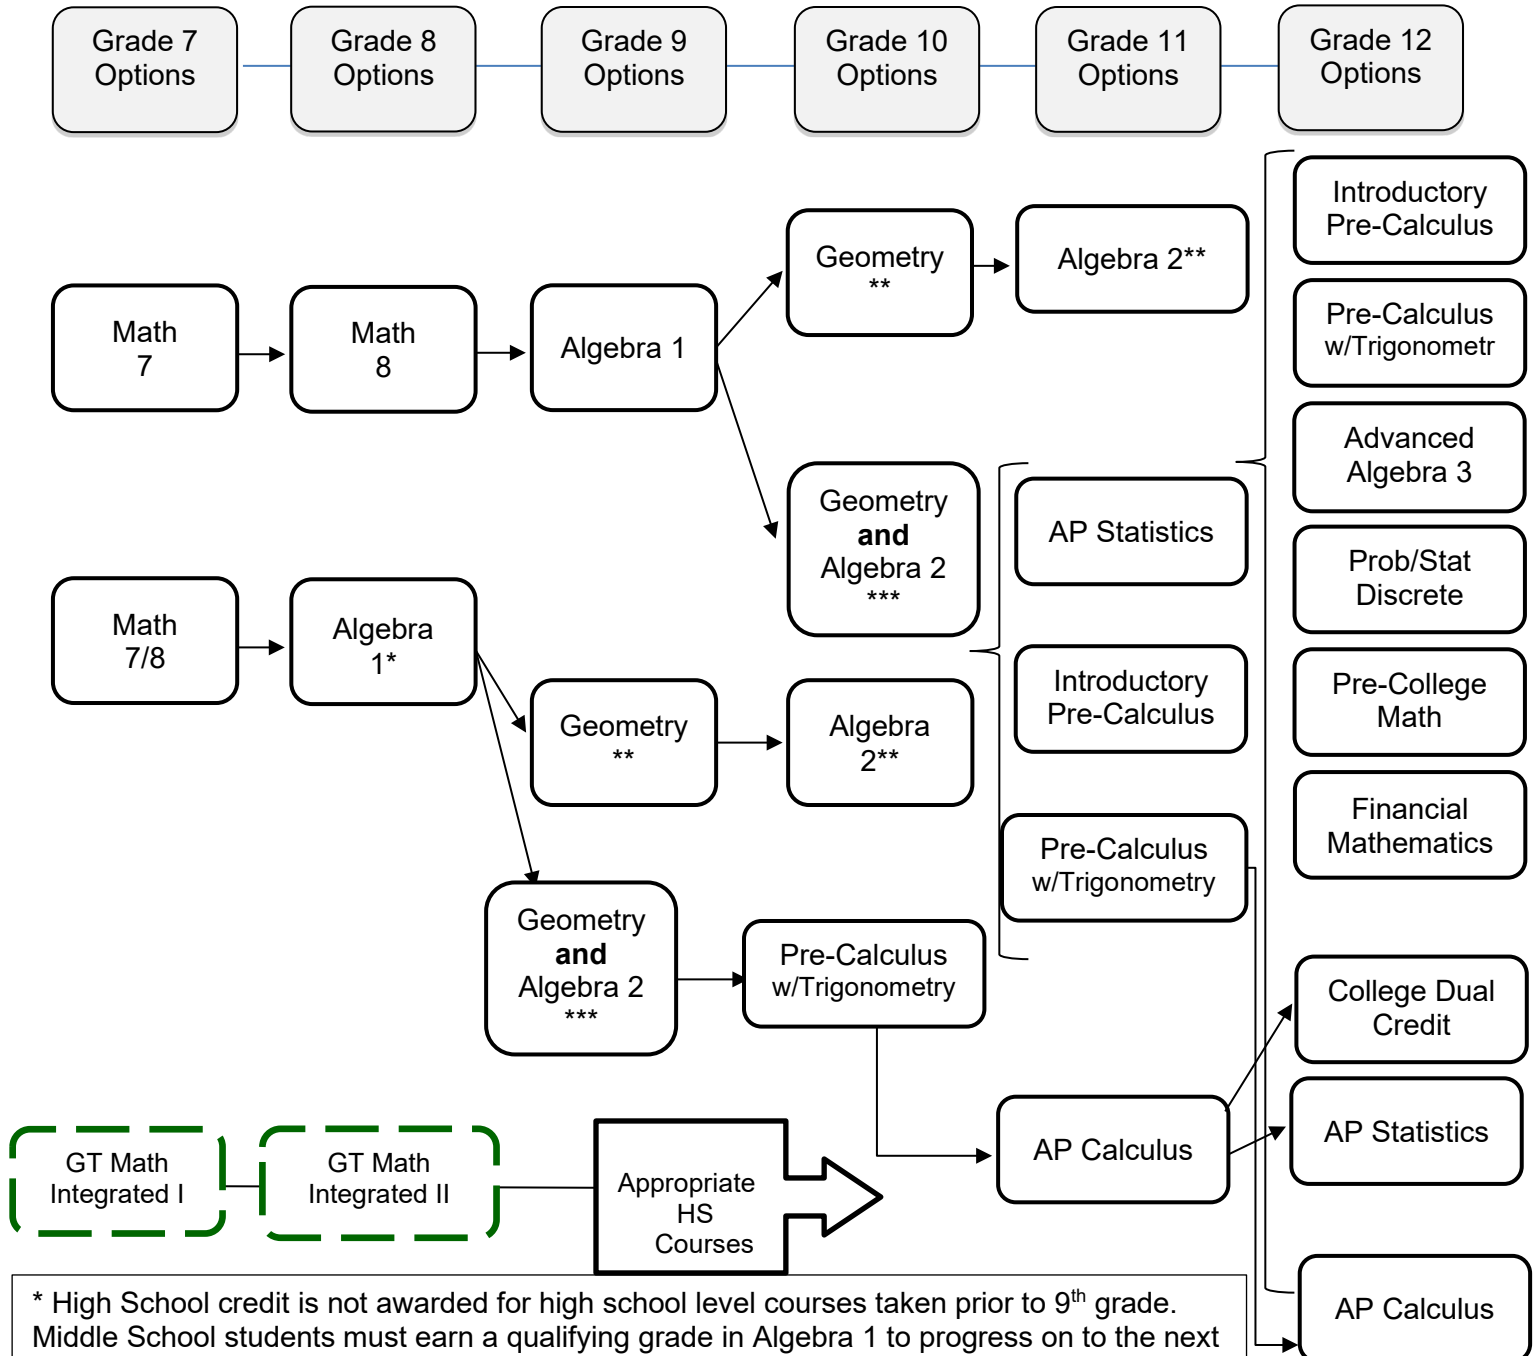 Grade 7
Options
Grade 8
Options
Grade 9
Options
Grade 10
Options
Grade 11
Options
Grade 12
Options
Math
7
Math
8
Algebra 1
Geometry
**
Algebra 2**
Geometry
and
Algebra 2
***
Math
7/8
Algebra
1*
Geometry
**
Algebra
2**
Geometry
and
Algebra 2
***
Pre-Calculus
w/Trigonometry
AP Statistics
Introductory
Pre-Calculus
Pre-Calculus
w/Trigonometry
AP Calculus
Introductory
Pre-Calculus
Pre-Calculus
w/Trigonometr
Advanced
Algebra 3
Prob/Stat
Discrete
Pre-College
Math
Financial
Mathematics
College Dual
Credit
AP Statistics
AP Calculus
GT Math
Integrated I
GT Math
Integrated II
Appropriate
HS
Courses
* High School credit is not awarded for high school level courses taken prior to 9th grade.
Middle School students must earn a qualifying grade in Algebra 1 to progress on to the next